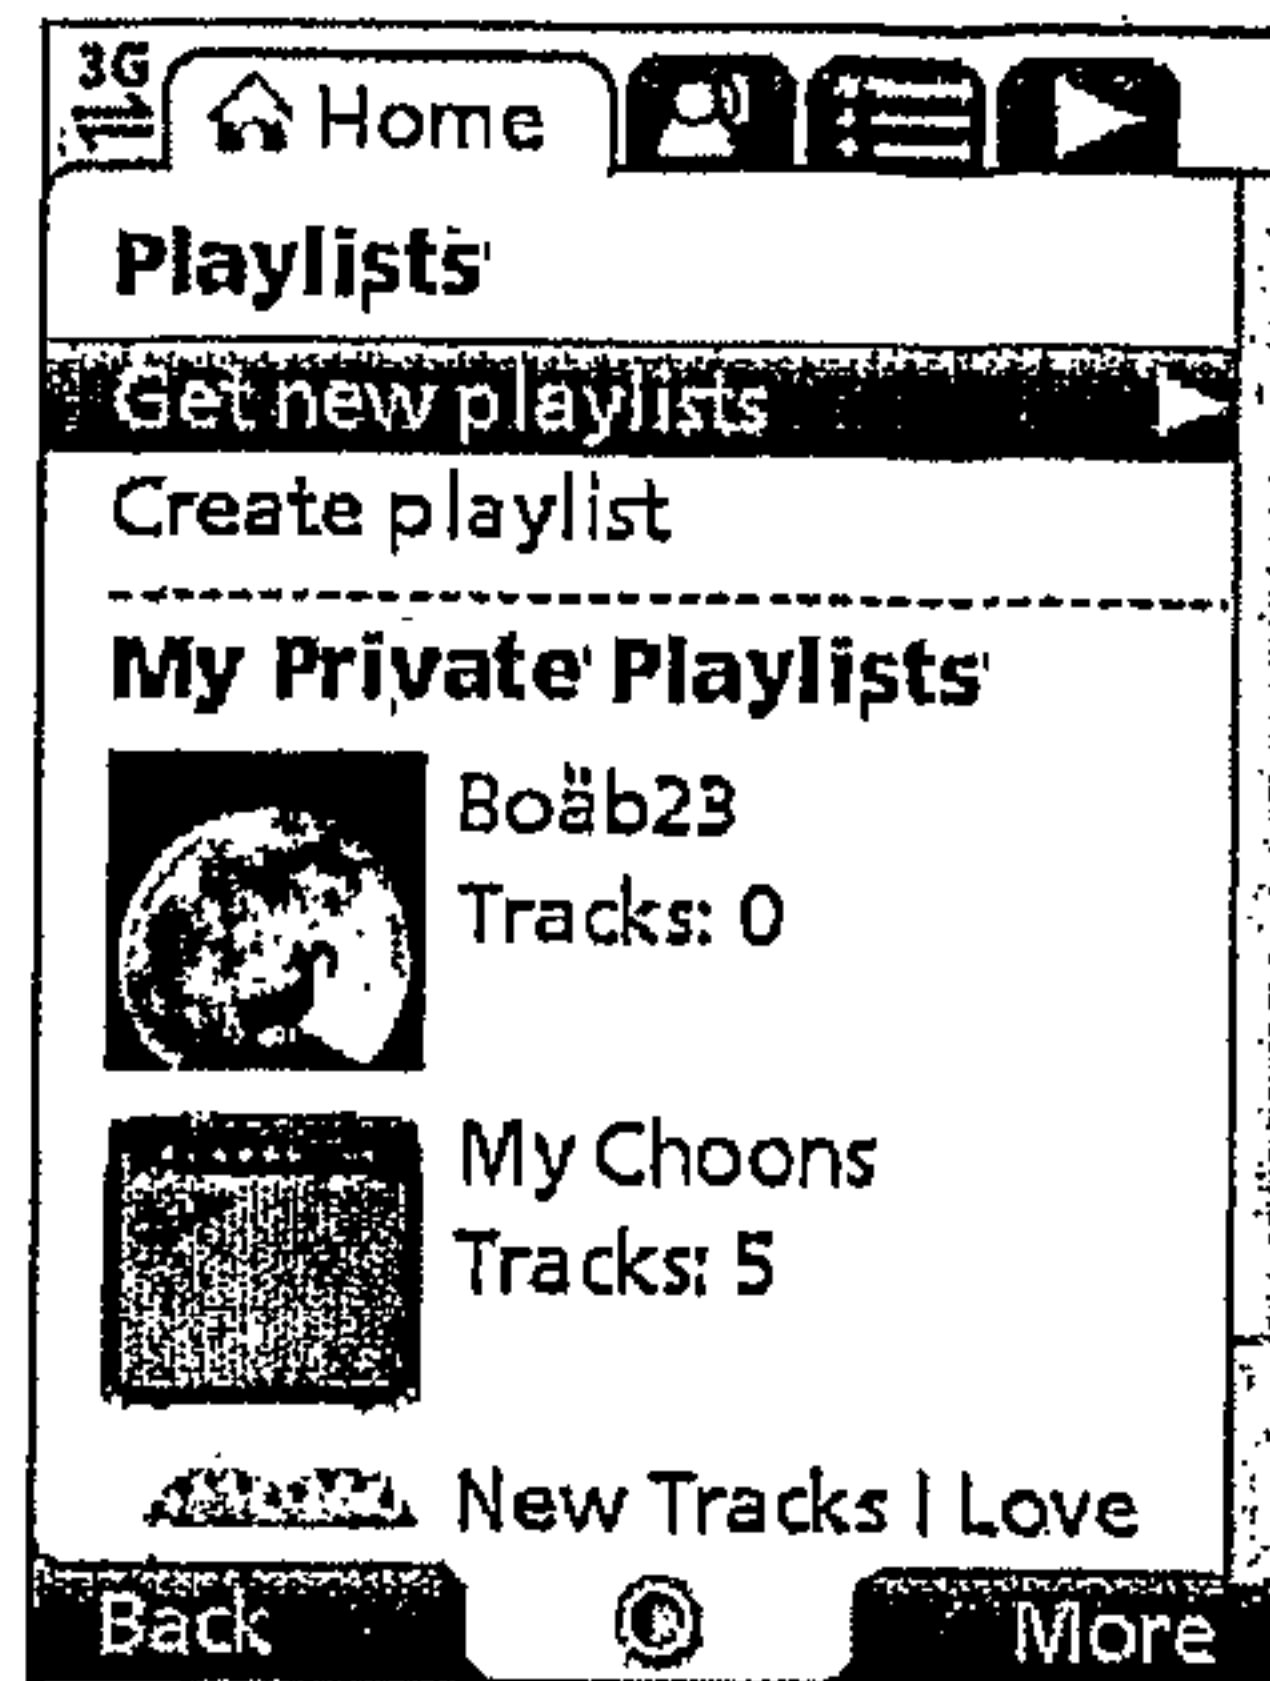 3G
Home
Playlists
Get new playlists
Create playlist
My Private Playlists
Boäb23
Tracks: 0
My Choons
Tracks: 5
New Tracks I Love
Back
More